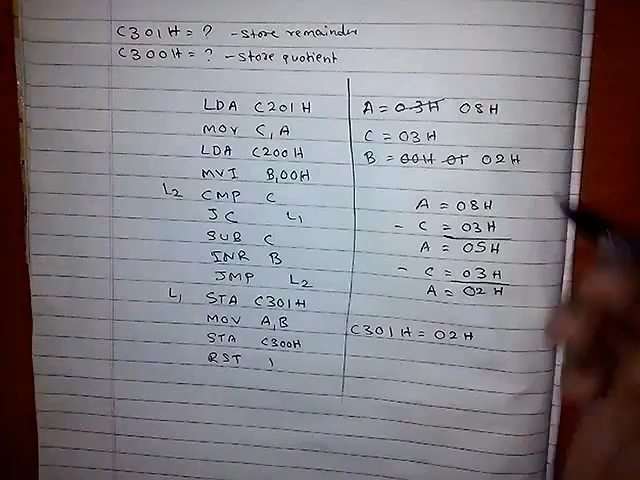 C301H = ? - Store remainder
C300H = ? - Store quotient
LDA C201H
MOV C, A
LDA C200H
MVI B, 00H
L2 CMP C
JC L1
SUB C
INR B
JMP L2
L1 STA C301H
MOV A, B
STA C300H
RST 1
A = 03H 08H
C = 03H
B = 00H 01 02H
A = 08H
- C = 03H
A = 05H
- C = 03H
A = 02H
C301H = 02H